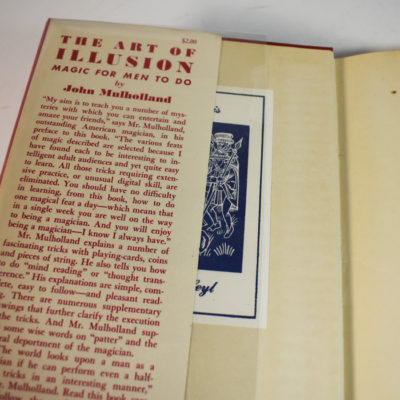 $2.00
THE ART OF
ILLUSION
MAGIC FOR MEN TO DO
by
John Mulholland
"My aim is to teach you a number of mys-
teries with which you can entertain and
amaze your friends," says Mr. Mulholland,
outstanding American magician, in his
preface to this book. "The various feats
of magic described are selected because I
have found each to be interesting to in-
telligent adult audiences and yet quite easy
to learn. All those tricks requiring exten-
sive practice, or unusual digital skill, are
eliminated. You should have no difficulty
in learning, from this book, how to do
one magical feat a day—which means that
in a single week you are well on the way
to being a magician. And you will enjoy
being a magician—I know I always have."
Mr. Mulholland explains a number of
fascinating tricks with playing-cards, coins
and pieces of string. He also tells you how
to do "mind reading" or "thought trans-
erence." His explanations are simple, com-
lete, easy to follow—and pleasant read-
ng. There are numerous supplementary
wings that further clarify the execution
f the tricks. And Mr. Mulholland sup-
some wise words on "patter" and the
ral deportment of the magician.
The world looks upon a man as a
ian if he can perform even a half-
tricks in an interesting manner,"
r. Mulholland. Read this book